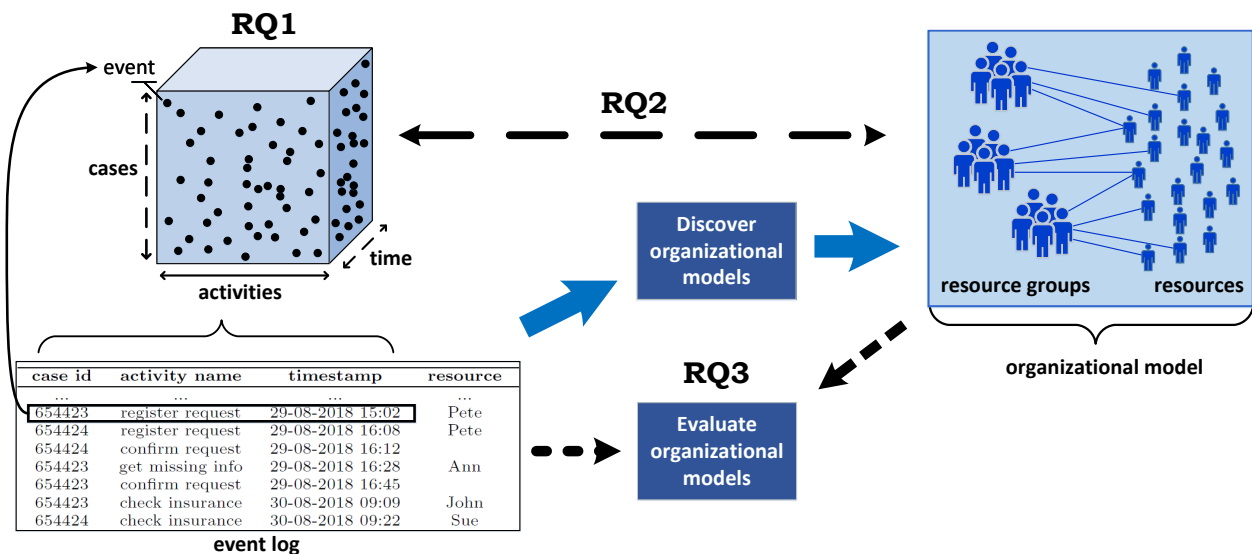 RQ1
event
cases
time
activities
RQ2
Discover
organizational
models
resource groups resources
organizational model
case id activity name timestamp resource
... ... ... ...
654423 register request 29-08-2018 15:02 Pete
654424 register request 29-08-2018 16:08 Pete
654424 confirm request 29-08-2018 16:12
654423 get missing info 29-08-2018 16:28 Ann
654423 confirm request 29-08-2018 16:45
654423 check insurance 30-08-2018 09:09 John
654424 check insurance 30-08-2018 09:22 Sue
event log
RQ3
Evaluate
organizational
models